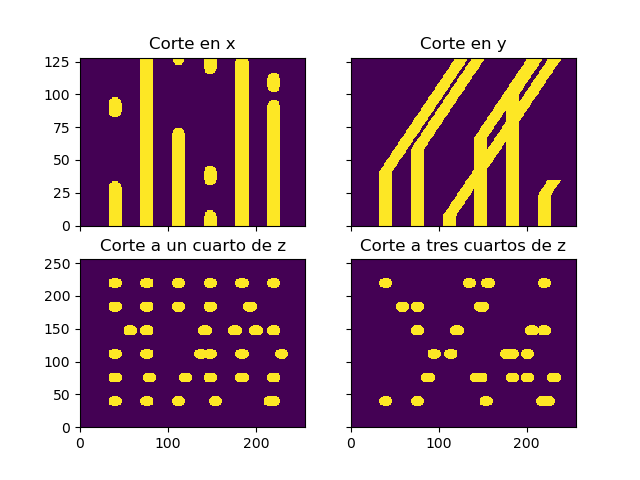 Corte en x
Corte en y
125
100
75
50
25
0
Corte a un cuarto de z
Corte a tres cuartos de z
250
200
150
100
50
0
0 100 200
0 100 200